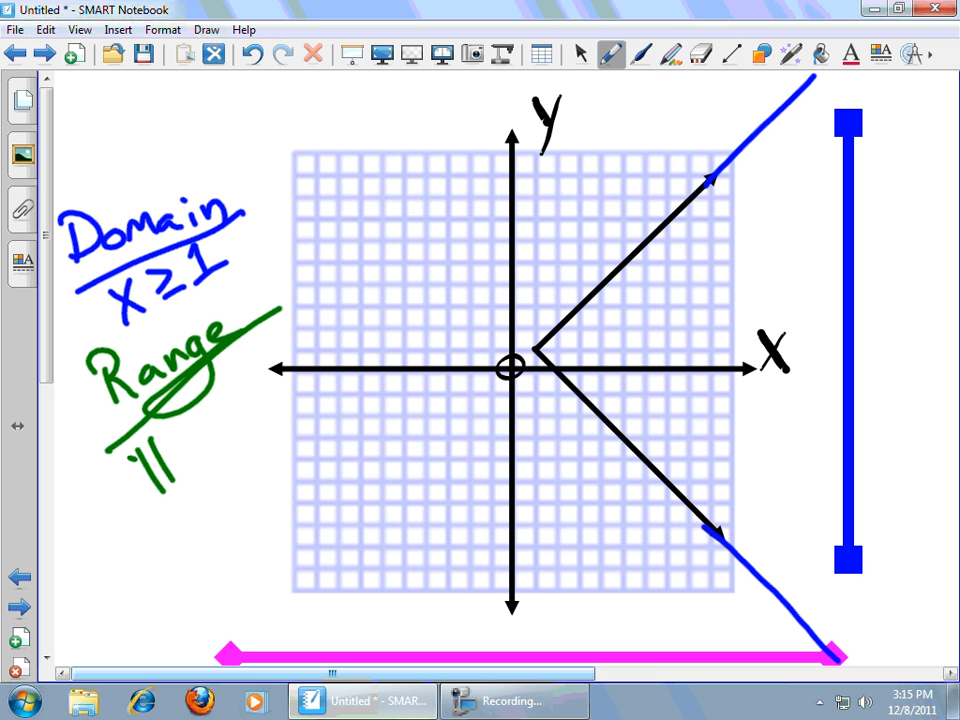 Untitled * - SMART Notebook
File Edit View Insert Format Draw Help
Y
Domain
x ≥ 1
Range
X
Untitled * - SMAR...
Recording...
3:15 PM
12/8/2011